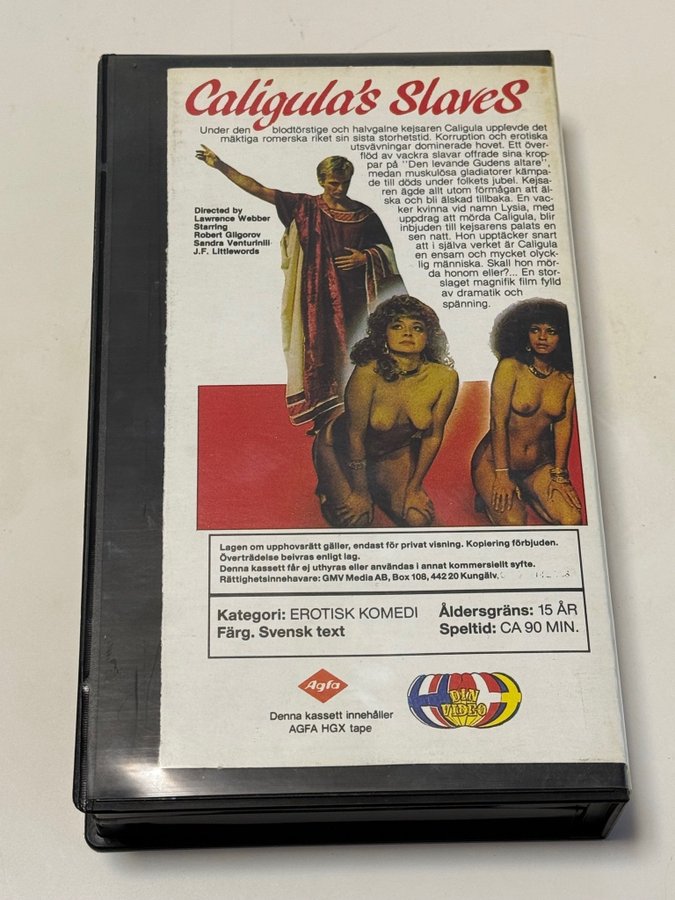 Caligula's Slaves
Under den blodtörstige och halvgalne kejsaren Caligula upplevde det
mäktiga romerska riket sin sista storhetstid. Korruption och erotiska
utsvävningar dominerade hovet. Ett över-
flöd av vackra slavar offrade sina krop-
par på "Den levande Gudens altare",
medan muskulösa gladiatorer kämpa-
de till döds under folkets jubel. Kejsa-
ren ägde allt utom förmågan att äl-
ska och bli älskad tillbaka. En vac-
ker kvinna vid namn Lysia, med
uppdrag att mörda Caligula, blir
inbjuden till kejsarens palats en
sen natt. Hon upptäcker snart
att i själva verket är Caligula
en ensam och mycket olyck-
lig människa. Skall hon mör-
da honom eller?... En stor-
slaget magnifik film fylld
av dramatik och
spänning.
Directed by
Lawrence Webber
Starring
Robert Gligorov
Sandra Venturinill
J.F. Littlewords
Lagen om upphovsrätt gäller, endast för privat visning. Kopiering förbjuden.
Överträdelse beivras enligt lag.
Denna kassett får ej uthyras eller användas i annat kommersiellt syfte.
Rättighetsinnehavare: GMV Media AB, Box 108, 442 20 Kungälv.
Kategori: EROTISK KOMEDI
Åldersgräns: 15 ÅR
Färg. Svensk text
Speltid: CA 90 MIN.
Agfa
Denna kassett innehåller
AGFA HGX tape
DIN
VIDEO